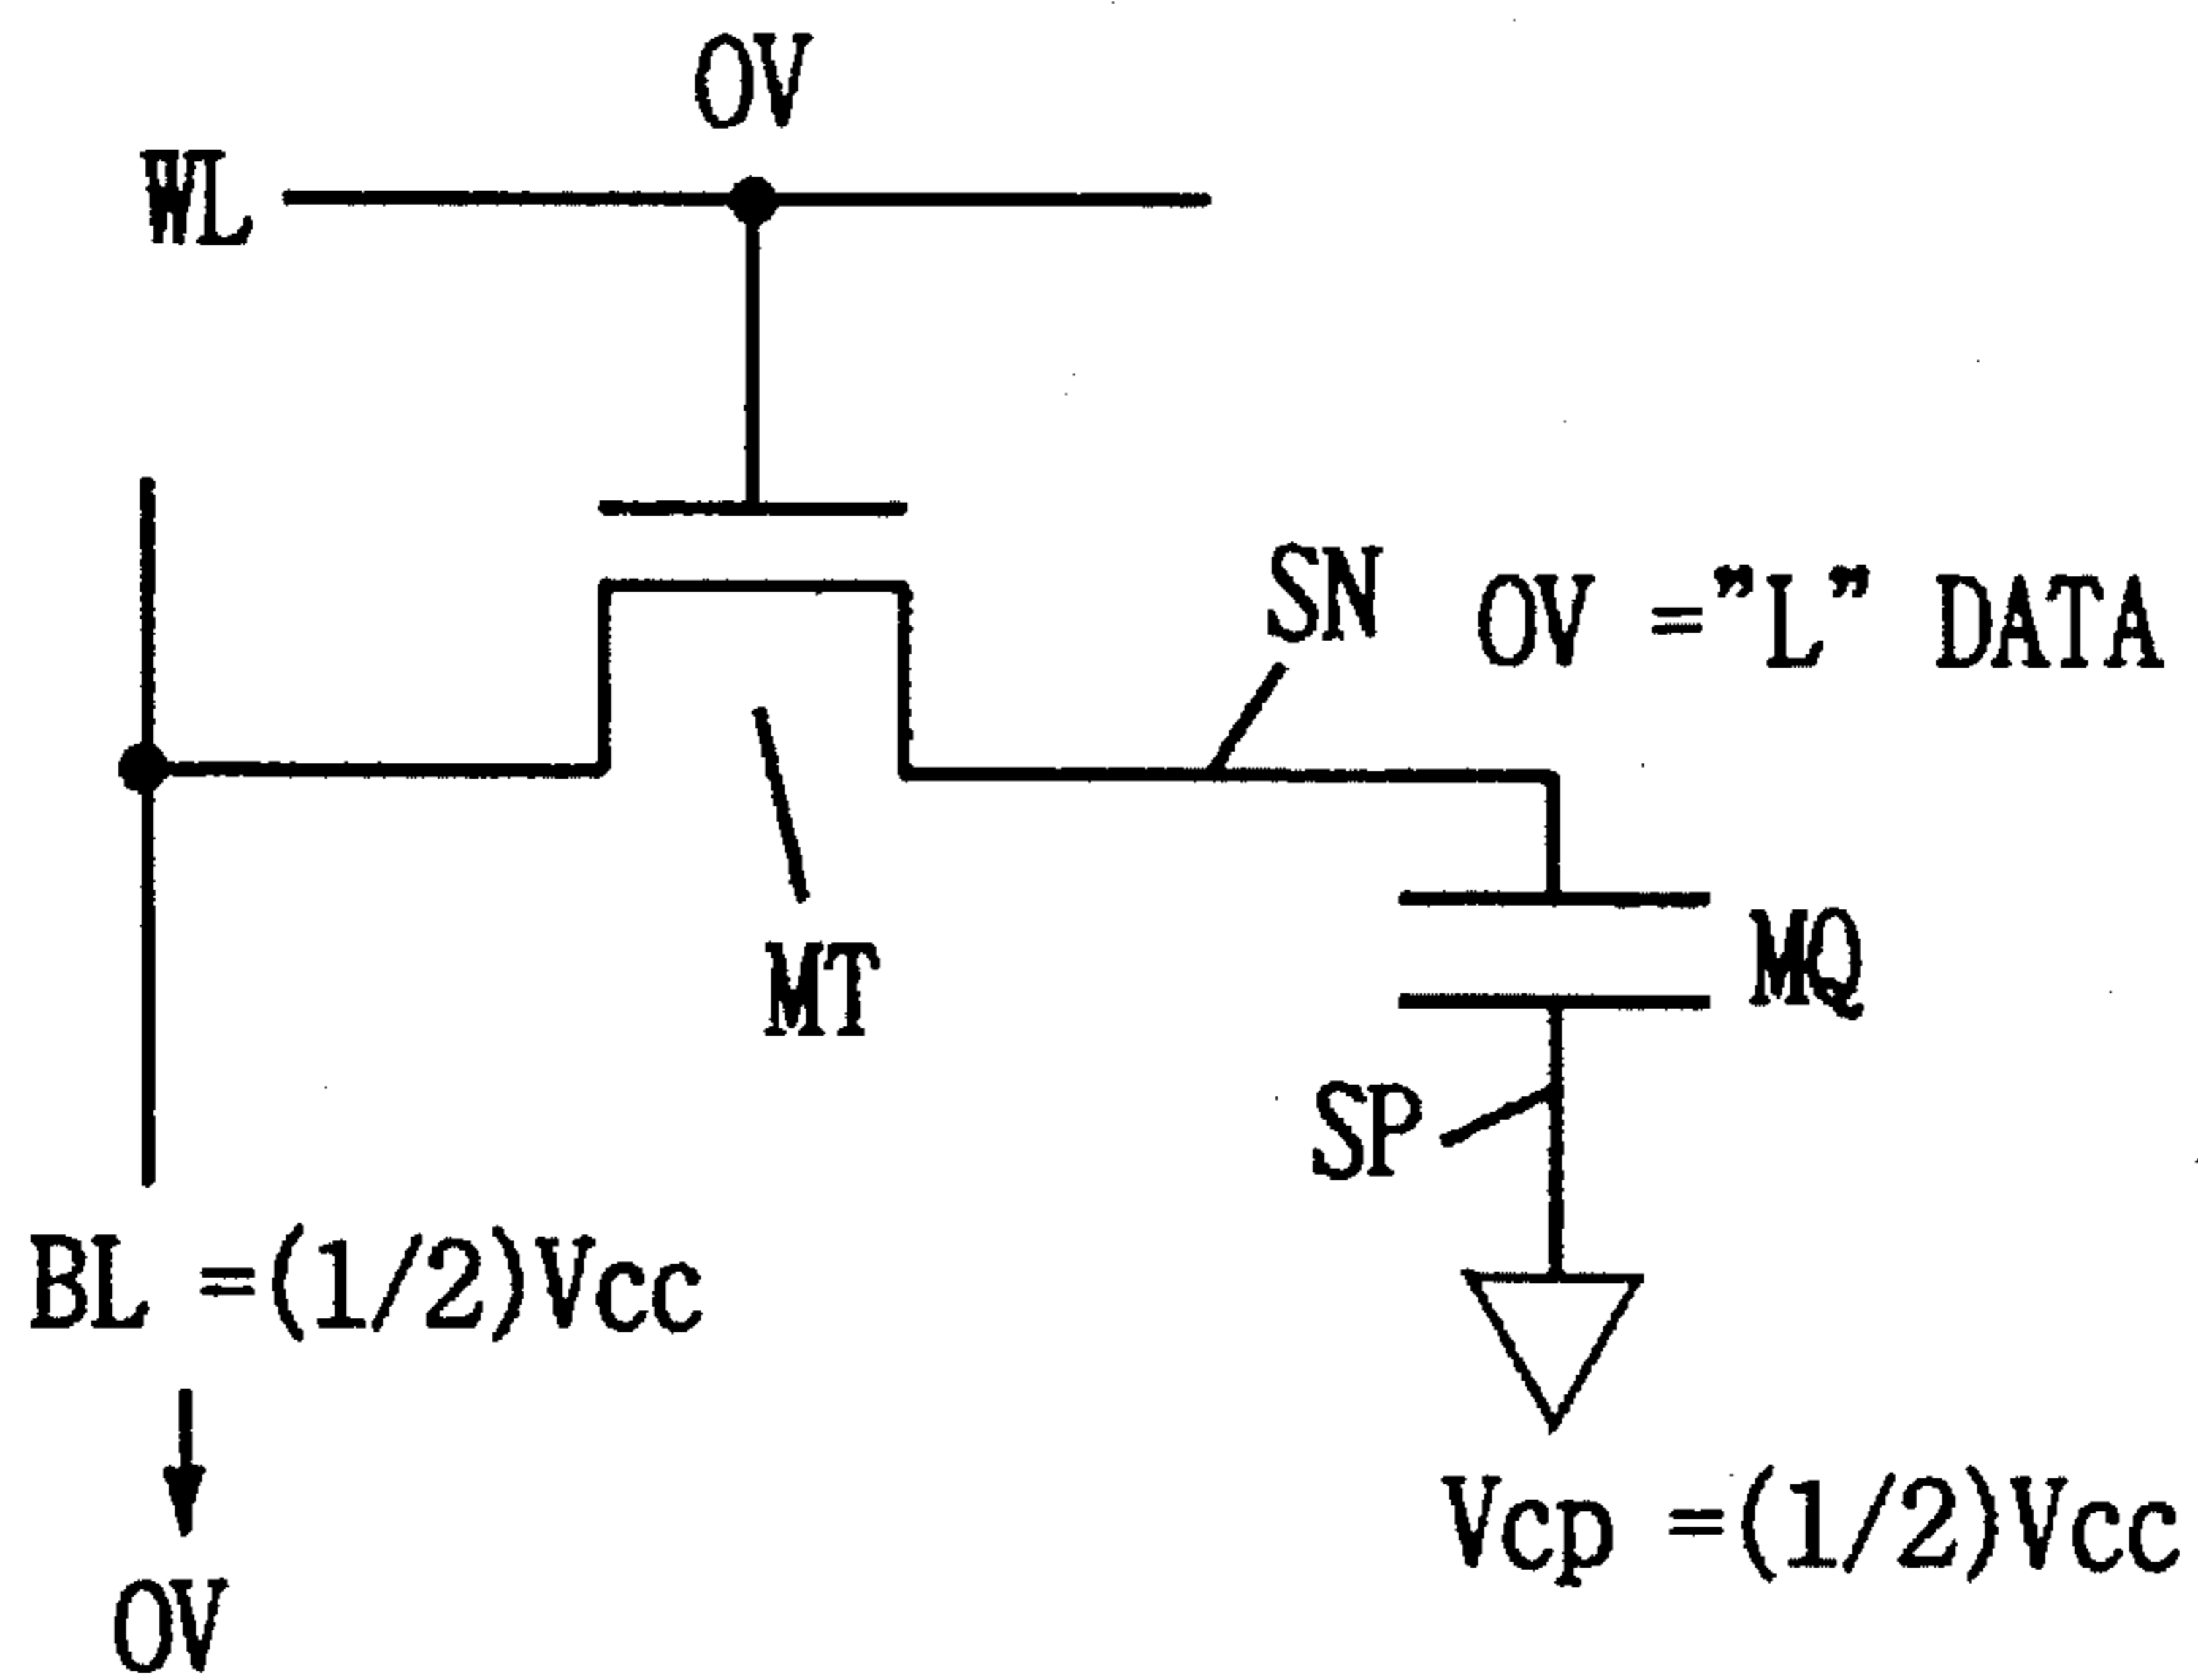 0V
WL
SN
0V ="L" DATA
MQ
MT
SP
BL =(1/2)Vcc
0V
Vcp =(1/2)Vcc